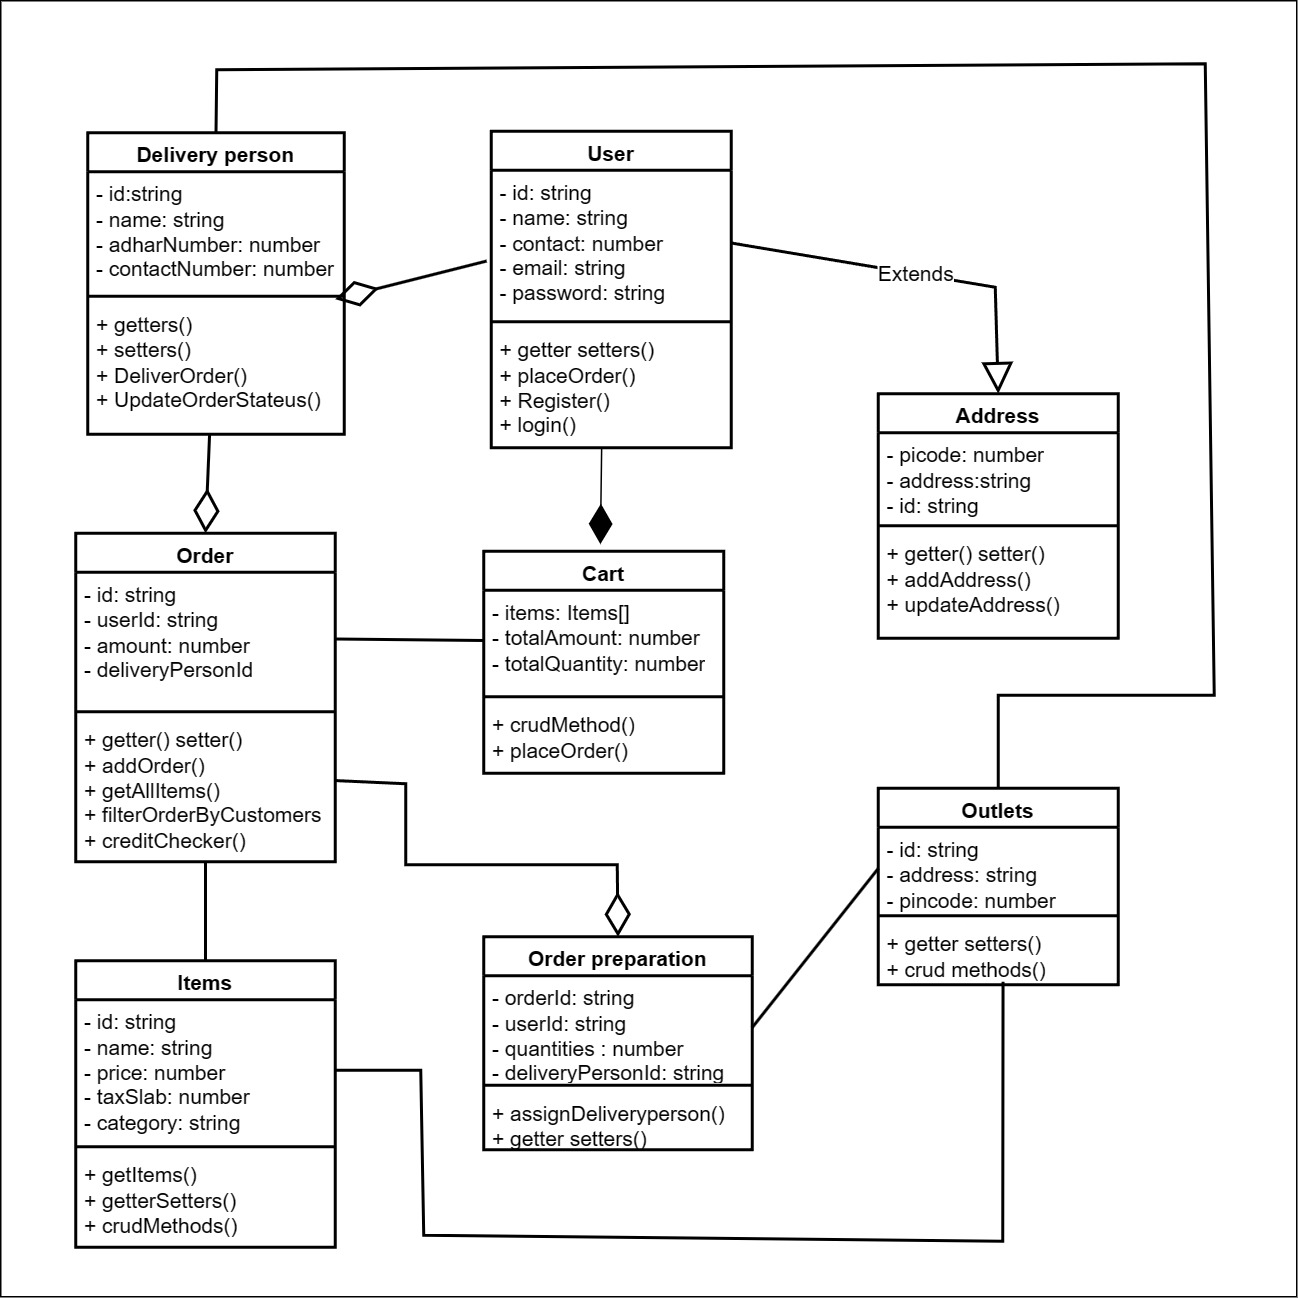 Delivery person
- id:string
- name: string
- adharNumber: number
- contactNumber: number
+ getters()
+ setters()
+ DeliverOrder()
+ UpdateOrderStateus()
User
- id: string
- name: string
- contact: number
- email: string
- password: string
+ getter setters()
+ placeOrder()
+ Register()
+ login()
Extends
Address
- picode: number
- address:string
- id: string
+ getter() setter()
+ addAddress()
+ updateAddress()
Order
- id: string
- userId: string
- amount: number
- deliveryPersonId
+ getter() setter()
+ addOrder()
+ getAllItems()
+ filterOrderByCustomers
+ creditChecker()
Cart
- items: Items[]
- totalAmount: number
- totalQuantity: number
+ crudMethod()
+ placeOrder()
Outlets
- id: string
- address: string
- pincode: number
+ getter setters()
+ crud methods()
Items
- id: string
- name: string
- price: number
- taxSlab: number
- category: string
+ getItems()
+ getterSetters()
+ crudMethods()
Order preparation
- orderId: string
- userId: string
- quantities : number
- deliveryPersonId: string
+ assignDeliveryperson()
+ getter setters()